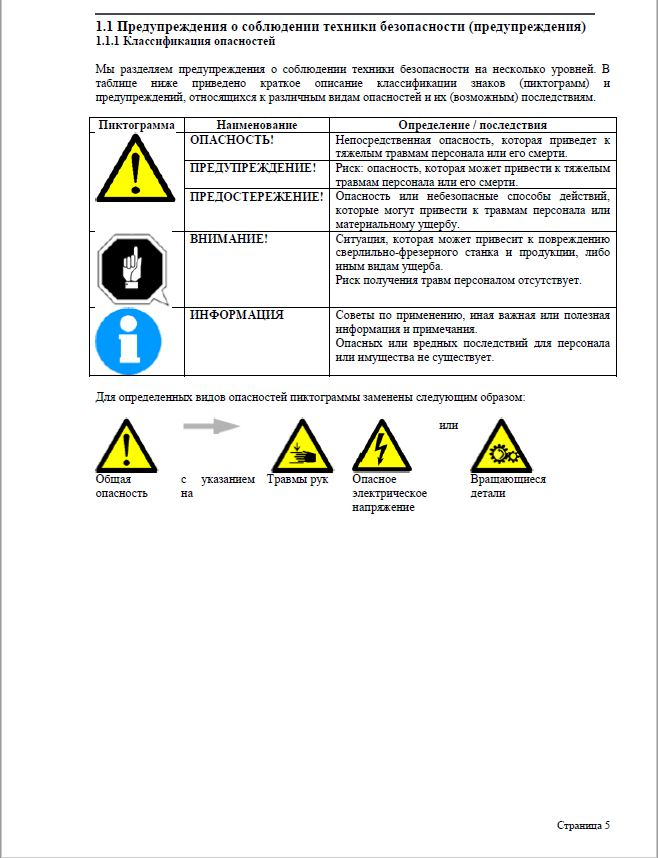 1.1 Предупреждения о соблюдении техники безопасности (предупреждения)
1.1.1 Классификация опасностей
Мы разделяем предупреждения о соблюдении техники безопасности на несколько уровней. В
таблице ниже приведено краткое описание классификации знаков (пиктограмм) и
предупреждений, относящихся к различным видам опасностей и их (возможным) последствиям.
Пиктограмма Наименование Определение / последствия
ОПАСНОСТЬ! Непосредственная опасность, которая приведет к
тяжелым травмам персонала или его смерти.
ПРЕДУПРЕЖДЕНИЕ! Риск: опасность, которая может привести к тяжелым
травмам персонала или его смерти.
ПРЕДОСТЕРЕЖЕНИЕ! Опасность или небезопасные способы действий,
которые могут привести к травмам персонала или
материальному ущербу.
ВНИМАНИЕ! Ситуация, которая может привесит к повреждению
сверлильно-фрезерного станка и продукции, либо
иным видам ущерба.
Риск получения травм персоналом отсутствует.
ИНФОРМАЦИЯ Советы по применению, иная важная или полезная
информация и примечания.
Опасных или вредных последствий для персонала
или имущества не существует.
Для определенных видов опасностей пиктограммы заменены следующим образом:
или
Общая с указанием Травмы рук Опасное Вращающиеся
опасность на электрическое детали
напряжение
Страница 5